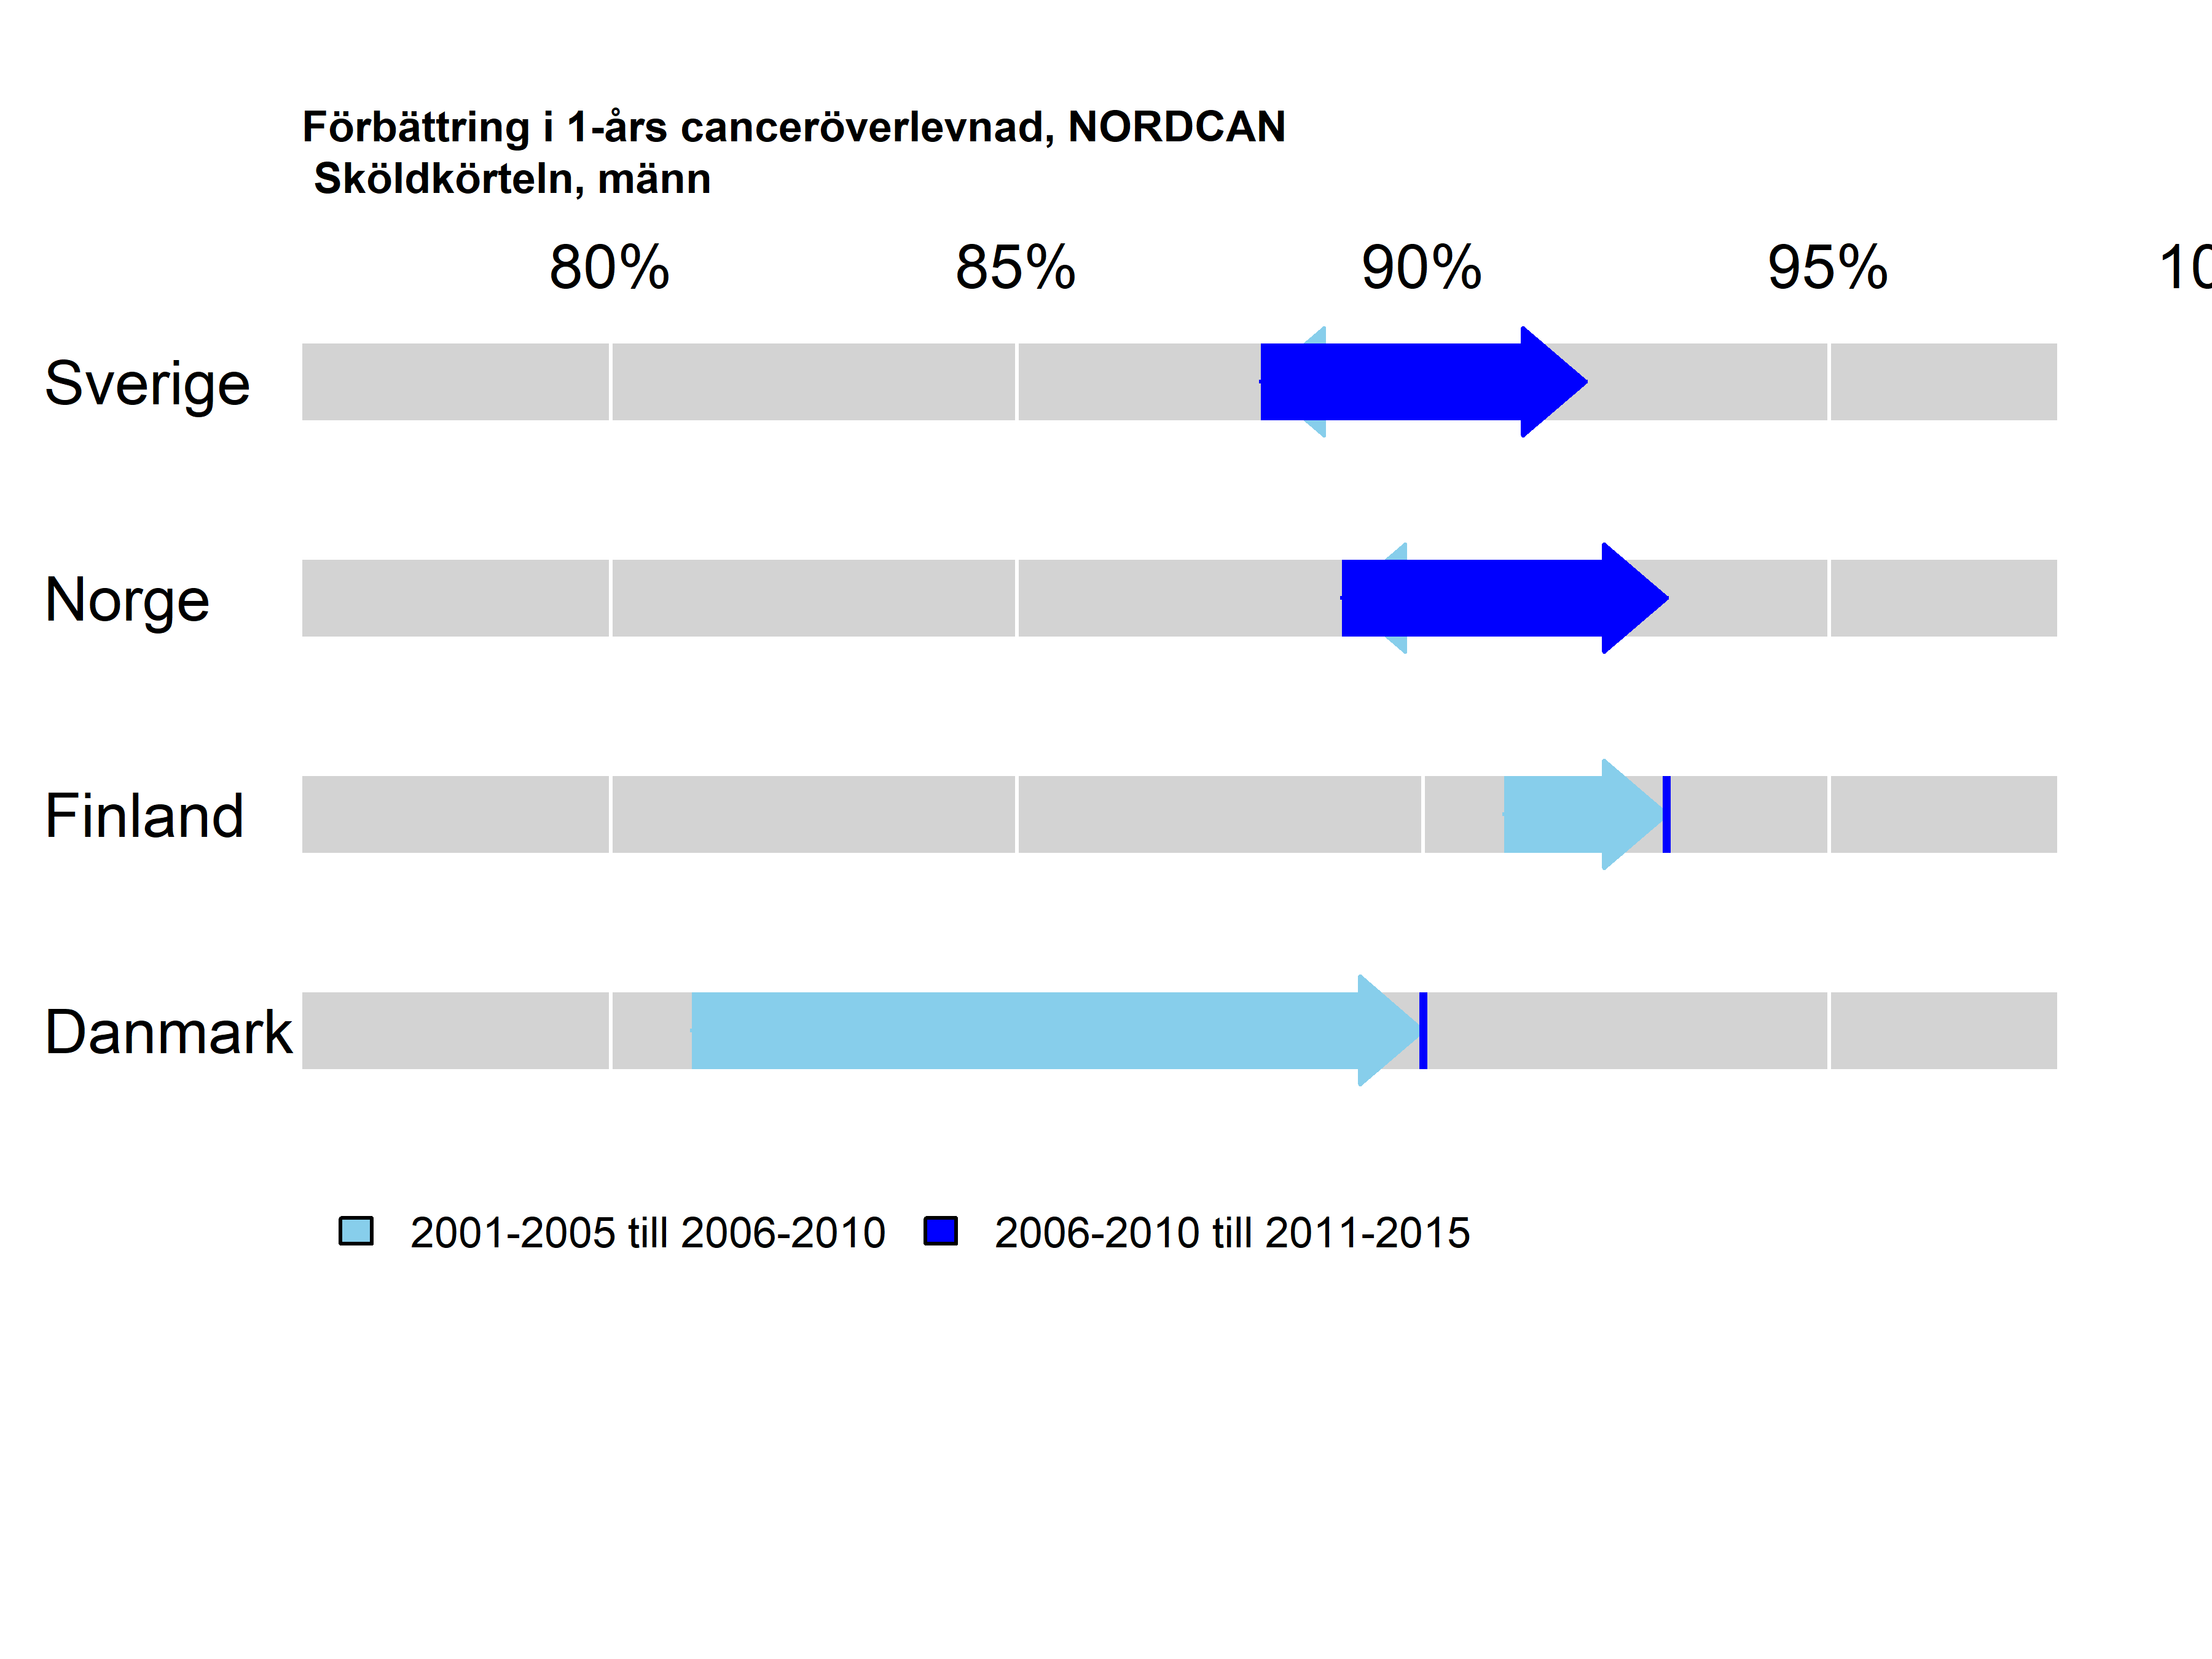 Förbättring i 1-års canceröverlevnad, NORDCAN
Sköldkörteln, männ
80% 85% 90% 95% 10
Sverige
Norge
Finland
Danmark
2001-2005 till 2006-2010 2006-2010 till 2011-2015